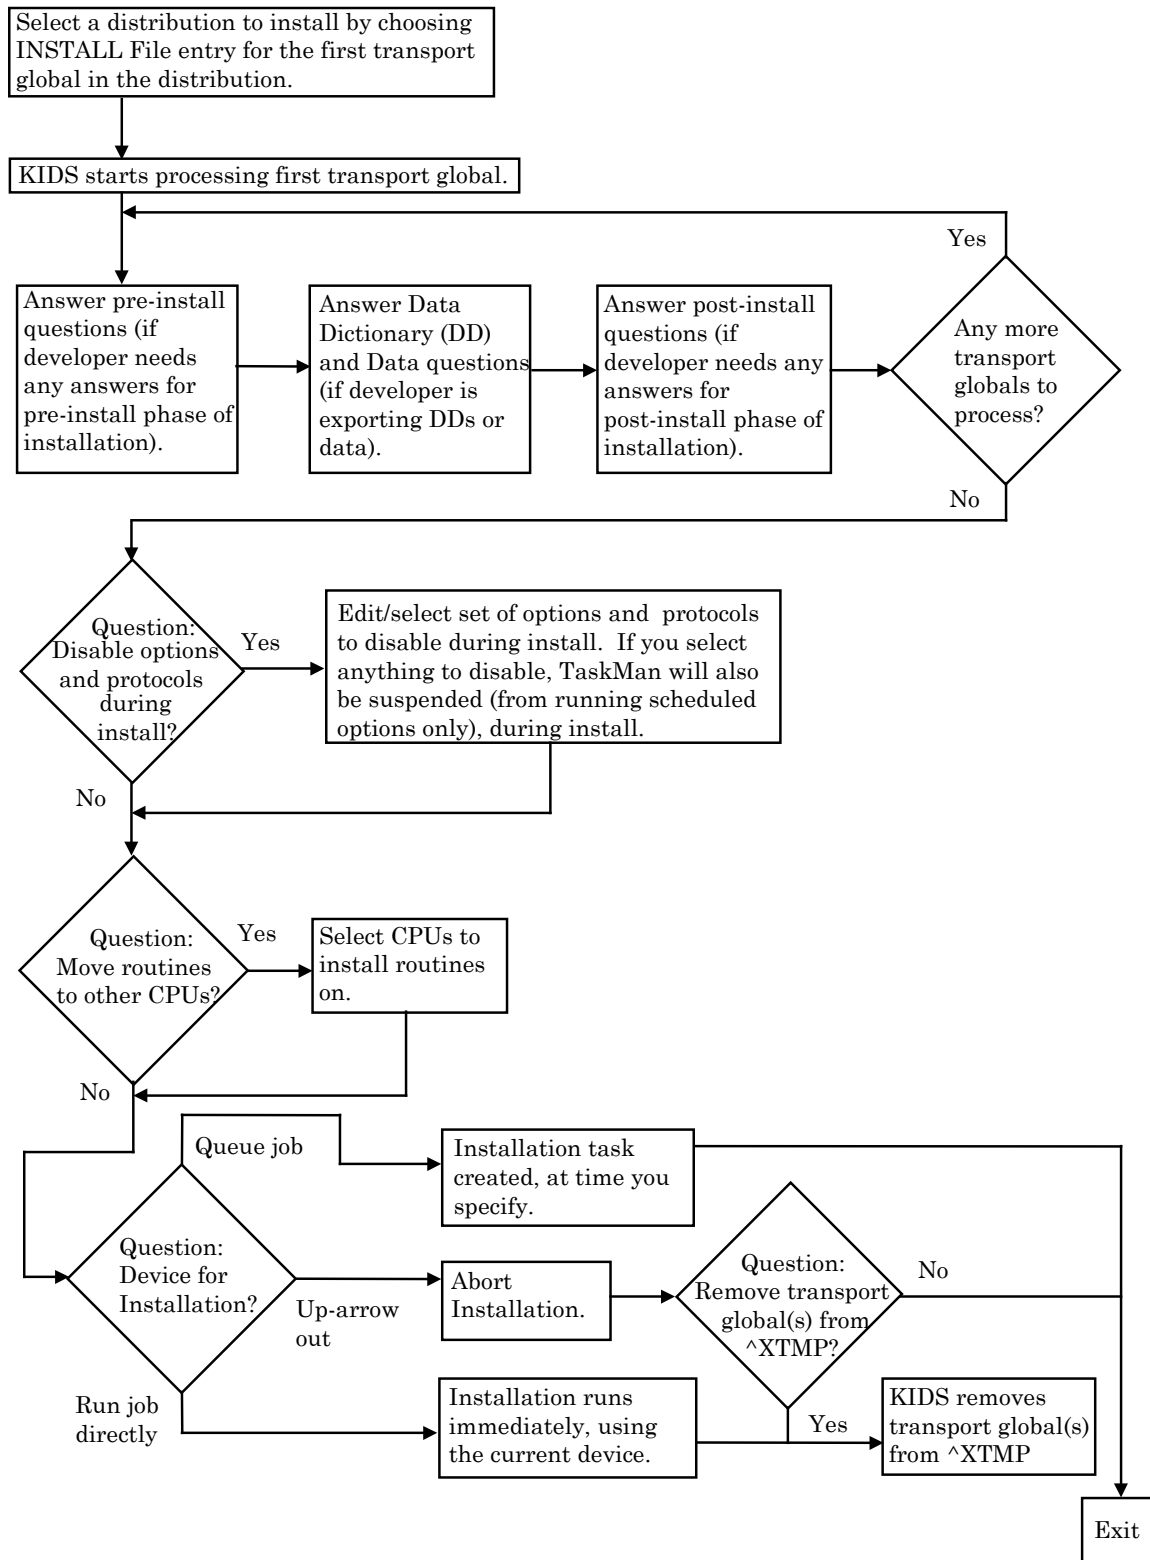 Select a distribution to install by choosing
INSTALL File entry for the first transport
global in the distribution.
KIDS starts processing first transport global.
Yes
Answer pre-install
questions (if
developer needs
any answers for
pre-install phase of
installation).
Answer Data
Dictionary (DD)
and Data questions
(if developer is
exporting DDs or
data).
Answer post-install
questions (if
developer needs any
answers for
post-install phase of
installation).
Any more
transport
globals to
process?
No
Question:
Disable options
and protocols
during
install?
Yes
Edit/select set of options and protocols
to disable during install. If you select
anything to disable, TaskMan will also
be suspended (from running scheduled
options only), during install.
No
Question:
Move routines
to other CPUs?
Yes
Select CPUs to
install routines
on.
No
Queue job
Installation task
created, at time you
specify.
Question:
Device for
Installation?
Up-arrow
out
Abort
Installation.
Question:
Remove transport
global(s) from
^XTMP?
No
Run job
directly
Installation runs
immediately, using
the current device.
Yes
KIDS removes
transport global(s)
from ^XTMP
Exit